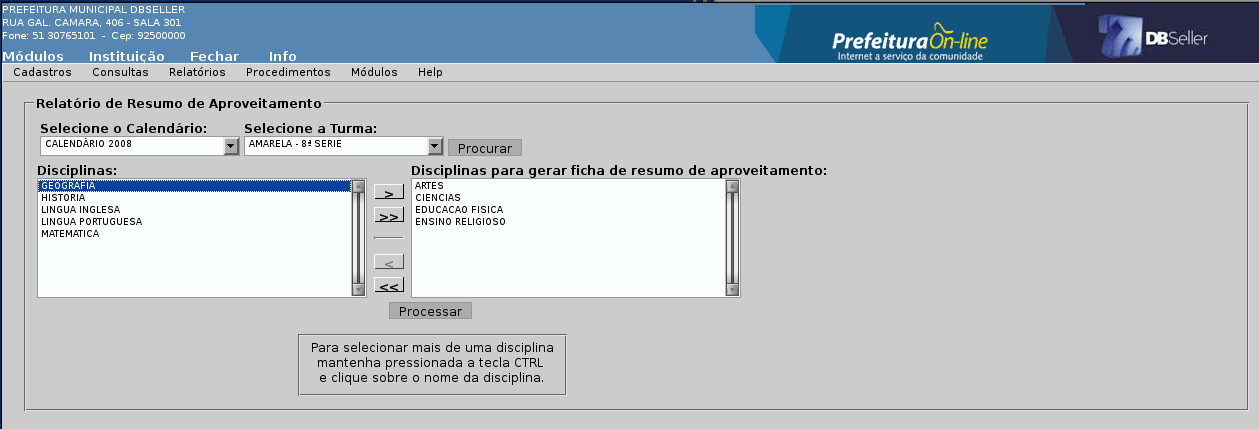 PREFEITURA MUNICIPAL DBSELLER
RUA GAL. CAMARA, 406 - SALA 301
Fone: 51 30765101 - Cep: 92500000
Prefeitura On-line
Internet a serviço da comunidade
DBSeller
Módulos Instituição Fechar Info
Cadastros Consultas Relatórios Procedimentos Módulos Help
Relatório de Resumo de Aproveitamento
Selecione o Calendário: Selecione a Turma:
CALENDÁRIO 2008 AMARELA - 8ª SERIE Procurar
Disciplinas: Disciplinas para gerar ficha de resumo de aproveitamento:
GEOGRAFIA
HISTÓRIA
LINGUA INGLESA
LINGUA PORTUGUESA
MATEMATICA
>
>>
<
<<
ARTES
CIENCIAS
EDUCACAO FISICA
ENSINO RELIGIOSO
Processar
Para selecionar mais de uma disciplina
mantenha pressionada a tecla CTRL
e clique sobre o nome da disciplina.